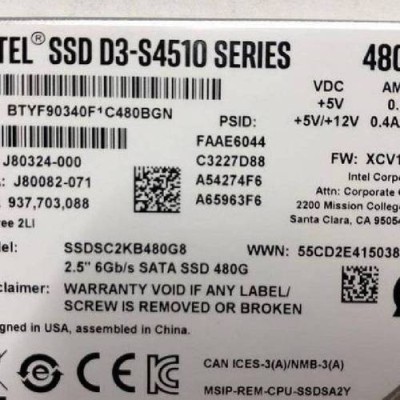 TEL® SSD D3-S4510 SERIES 480
BTYF90340F1C480BGN
VDC AM
+5V 0.
+5V/+12V 0.4A
PSID:
FAAE6044
C3227D88
A54274F6
A65963F6
J80324-000
: J80082-071
937,703,088
ree 2LI
FW: XCV1
Intel Corpo
Attn: Corporate
2200 Mission College
Santa Clara, CA 9505
del: SSDSC2KB480G8
WWN: 55CD2E415038
2.5" 6Gb/s SATA SSD 480G
claimer: WARRANTY VOID IF ANY LABEL/
SCREW IS REMOVED OR BROKEN
igned in USA, assembled in China.
CAN ICES-3(A)/NMB-3(A)
MSIP-REM-CPU-SSDSA2Y